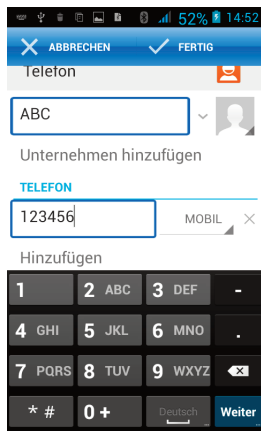 52% 14:52
ABBRECHEN FERTIG
Telefon
ABC
Unternehmen hinzufügen
TELEFON
123456 MOBIL
Hinzufügen
1 2 ABC 3 DEF -
4 GHI 5 JKL 6 MNO .
7 PQRS 8 TUV 9 WXYZ
* # 0 + Deutsch Weiter